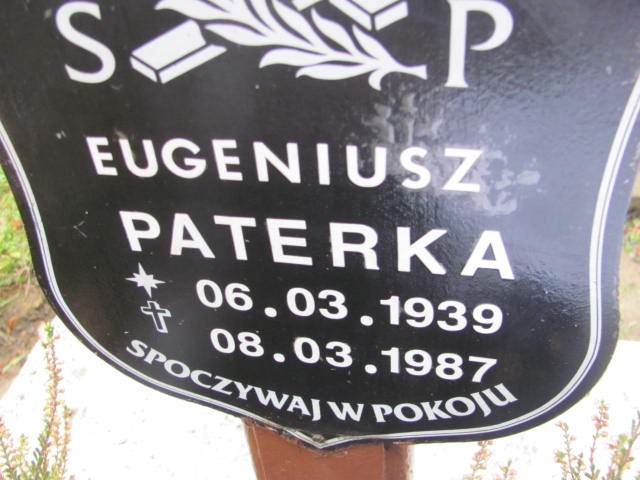 S P
EUGENIUSZ
PATERKA
06.03.1939
08.03.1987
SPOCZYWAJ W POKOJU